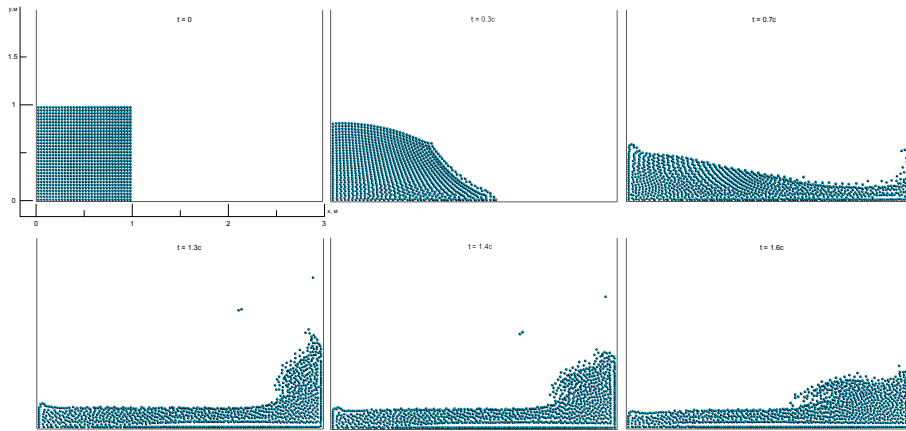 y,м
t = 0
t = 0.3c
t = 0.7c
1.5
1
0
x, м
0
1
2
3
t = 1.3c
t = 1.4c
t = 1.6c